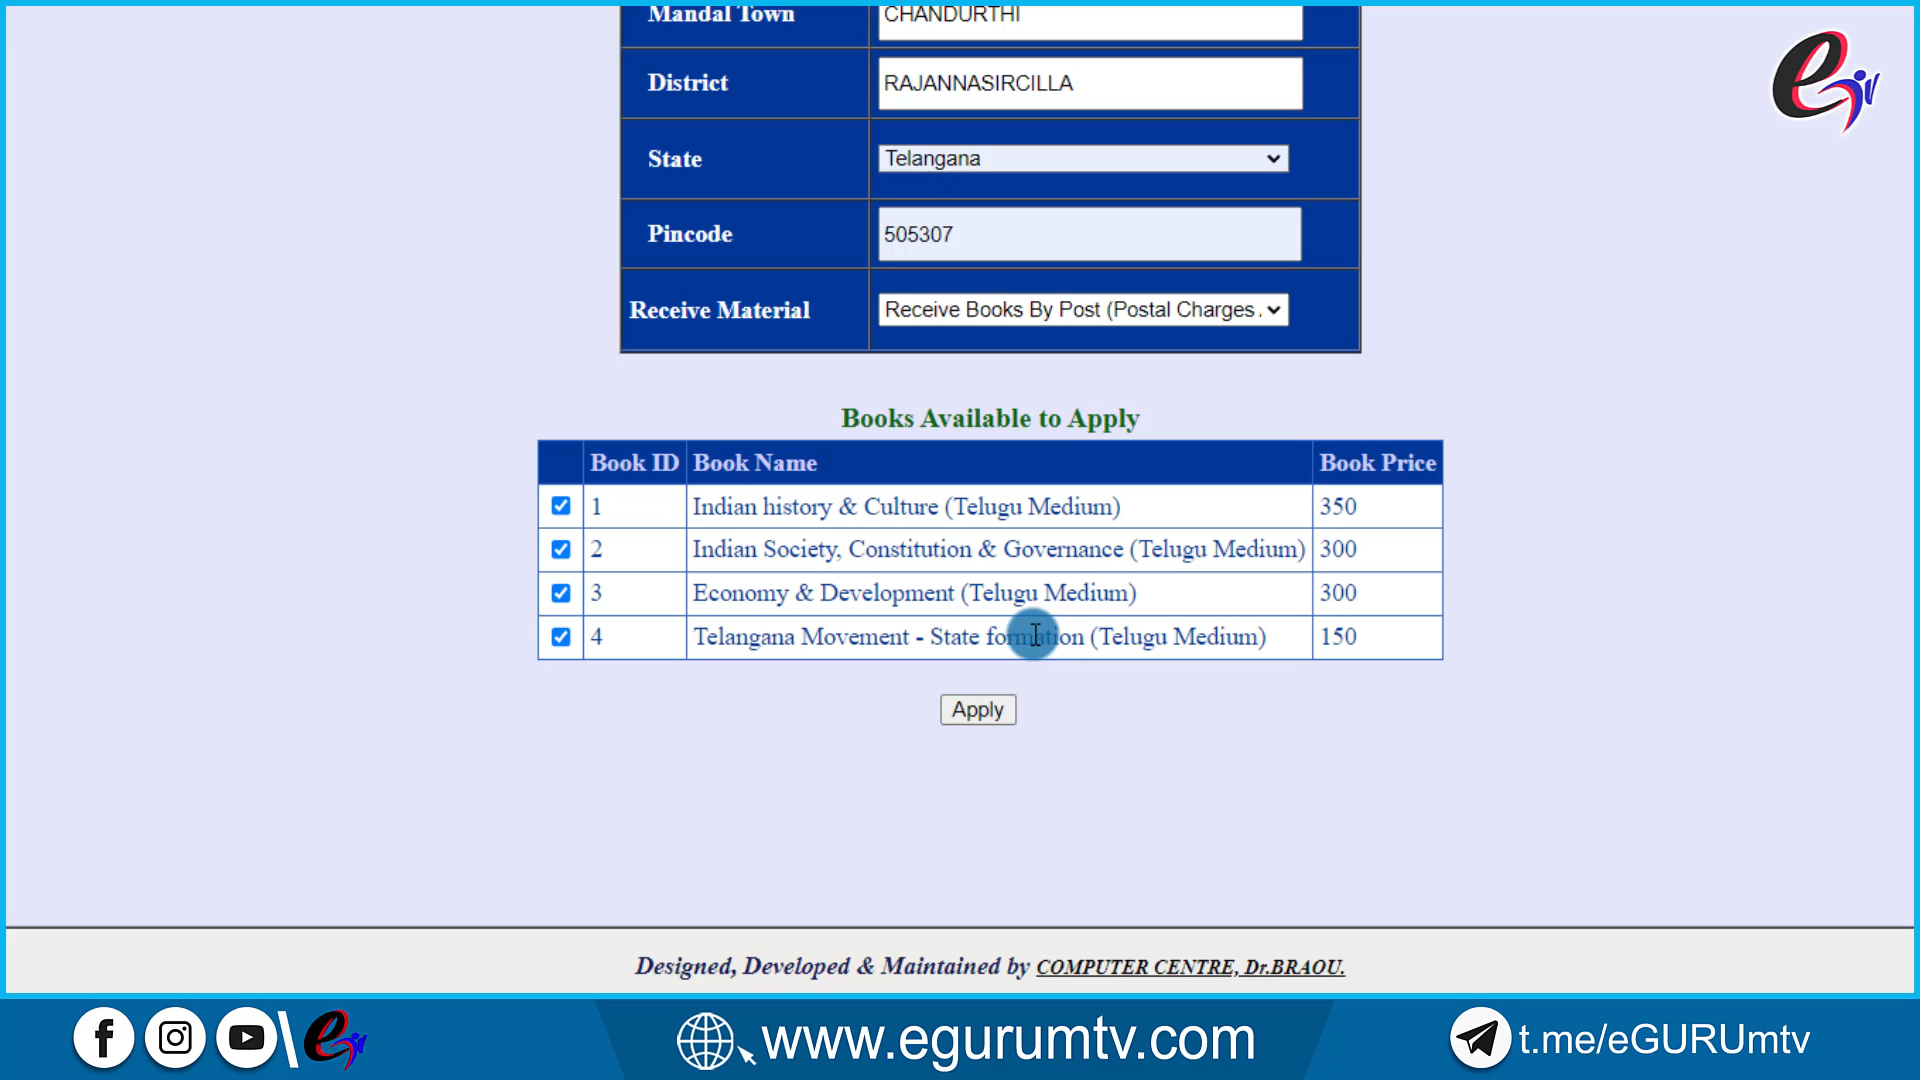 Mandal Town CHANDURTHI
District RAJANNASIRCILLA
State Telangana
Pincode 505307
Receive Material Receive Books By Post (Postal Charges
Books Available to Apply
Book ID Book Name Book Price
1 Indian history & Culture (Telugu Medium) 350
2 Indian Society, Constitution & Governance (Telugu Medium) 300
3 Economy & Development (Telugu Medium) 300
4 Telangana Movement - State formation (Telugu Medium) 150
Apply
Designed, Developed & Maintained by COMPUTER CENTRE, Dr.BRAOU.
www.egurumtv.com
t.me/eGURUmtv